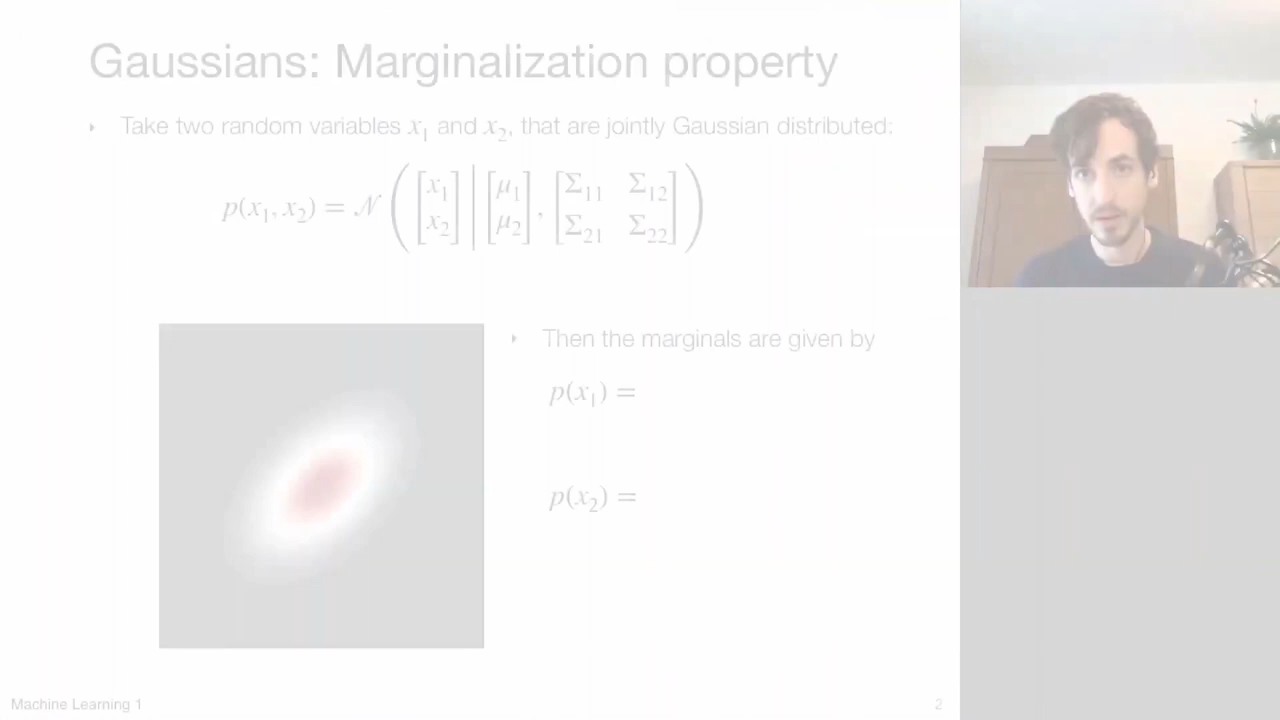 Gaussians: Marginalization property
‣ Take two random variables x₁ and x₂, that are jointly Gaussian distributed:
p(x₁, x₂) = 𝒩 ( [x₁ x₂] | [μ₁ μ₂], [Σ₁₁ Σ₁₂ Σ₂₁ Σ₂₂] )
‣ Then the marginals are given by
p(x₁) =
p(x₂) =
Machine Learning 1
2